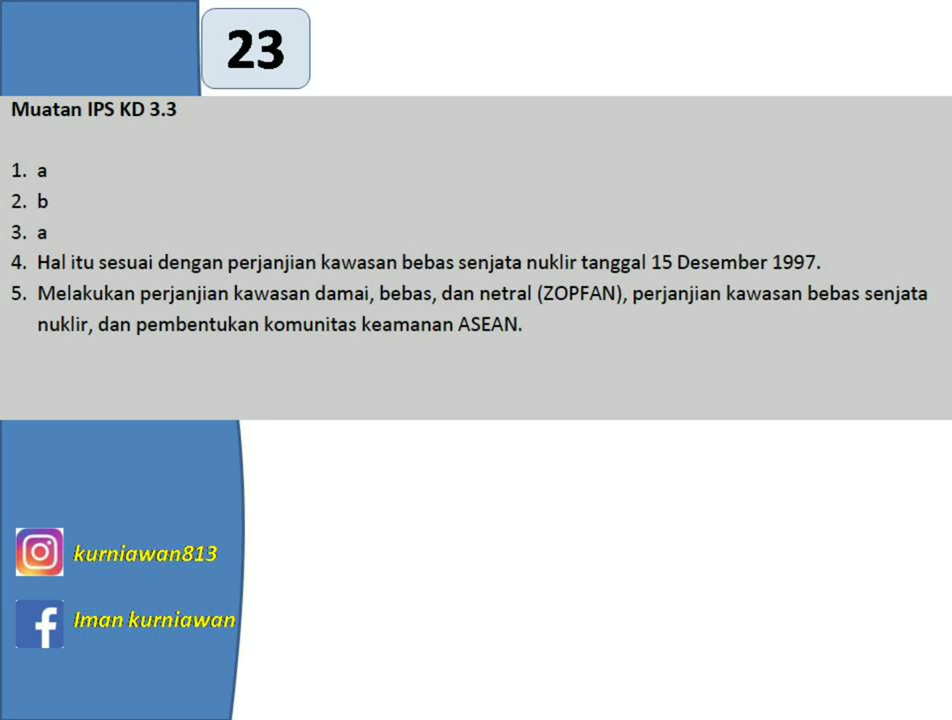 23
Muatan IPS KD 3.3
1. a
2. b
3. a
4. Hal itu sesuai dengan perjanjian kawasan bebas senjata nuklir tanggal 15 Desember 1997.
5. Melakukan perjanjian kawasan damai, bebas, dan netral (ZOPFAN), perjanjian kawasan bebas senjata
nuklir, dan pembentukan komunitas keamanan ASEAN.
kurniawan813
Iman kurniawan